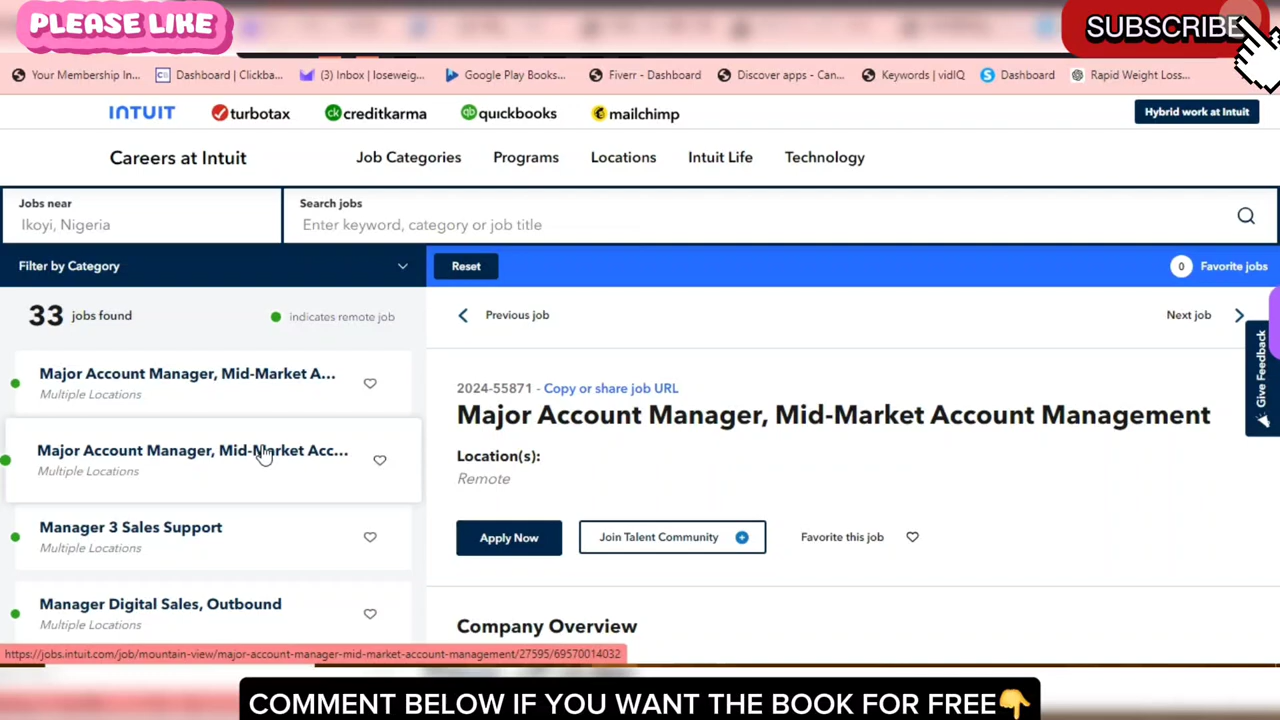 PLEASE LIKE
SUBSCRIBE
Your Membership In... Dashboard | Clickba... (3) Inbox | loseweig... Google Play Books... Fiverr - Dashboard Discover apps - Can... Keywords | vidIQ Dashboard Rapid Weight Loss...
INTUIT turbotax creditkarma quickbooks mailchimp Hybrid work at Intuit
Careers at Intuit Job Categories Programs Locations Intuit Life Technology
Jobs near Search jobs
Ikoyi, Nigeria Enter keyword, category or job title
Filter by Category Reset 0 Favorite jobs
33 jobs found indicates remote job
Previous job Next job
Give Feedback
Major Account Manager, Mid-Market A...
Multiple Locations
Major Account Manager, Mid-Market Acc...
Multiple Locations
Manager 3 Sales Support
Multiple Locations
Manager Digital Sales, Outbound
Multiple Locations
2024-55871 - Copy or share job URL
Major Account Manager, Mid-Market Account Management
Location(s):
Remote
Apply Now Join Talent Community Favorite this job
Company Overview
https://jobs.intuit.com/job/mountain-view/major-account-manager-mid-market-account-management/27595/69570014032
COMMENT BELOW IF YOU WANT THE BOOK FOR FREE👇